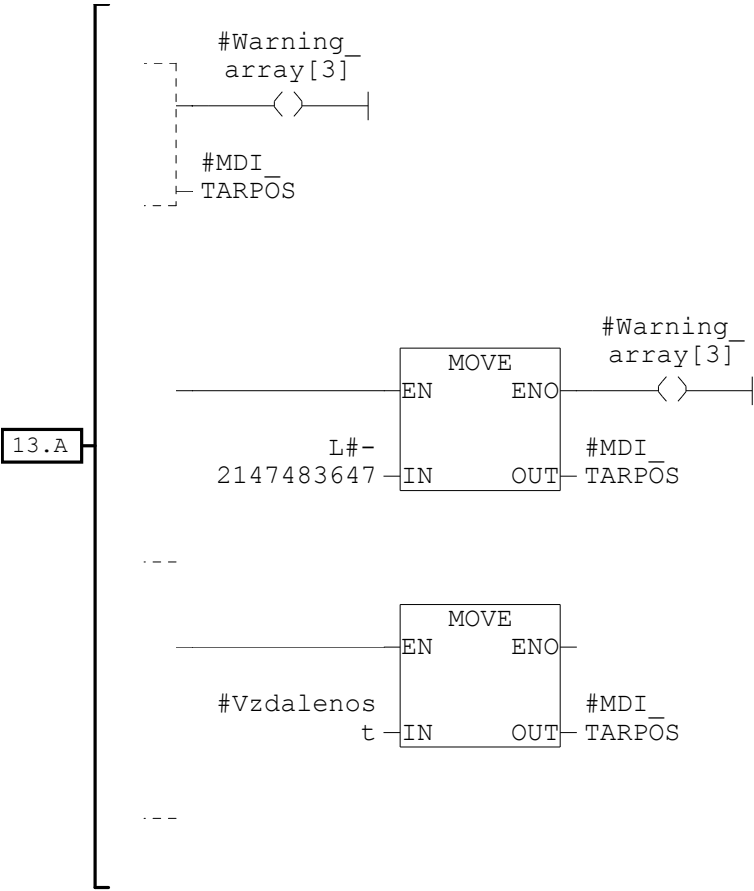 #Warning_
array[3]
#MDI_
TARPOS
#Warning_
array[3]
MOVE
EN ENO
13.A
L#-
2147483647
IN OUT
#MDI_
TARPOS
MOVE
EN ENO
#Vzdalenos
t
IN OUT
#MDI_
TARPOS